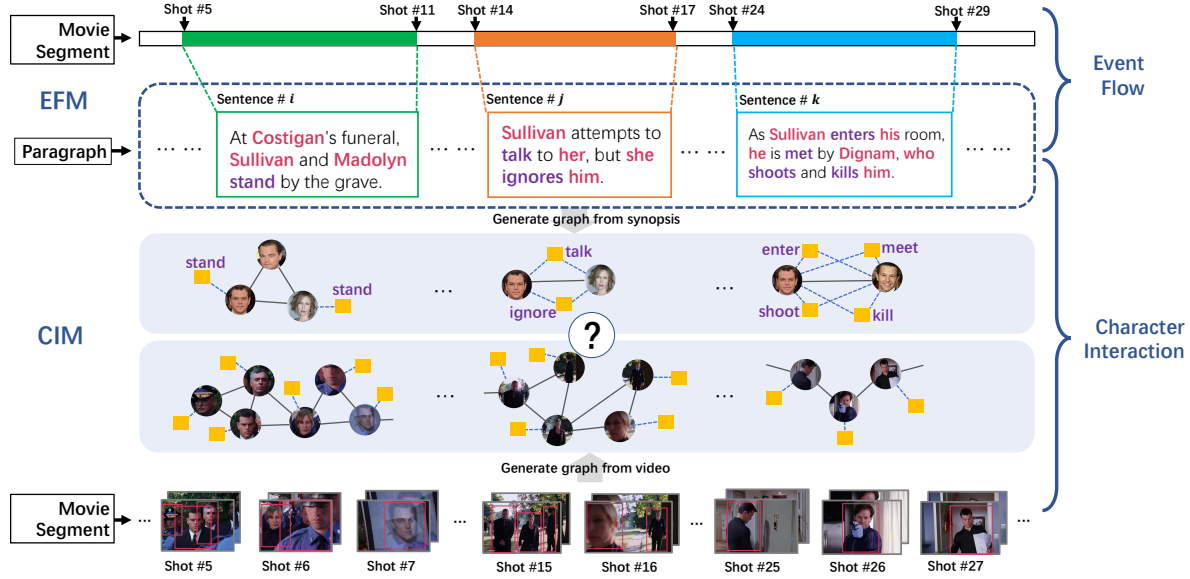 Shot #5
Shot #11
Shot #14
Shot #17
Shot #24
Shot #29
Movie
Segment
Event
Flow
EFM
Sentence # i
Sentence # j
Sentence # k
Paragraph
... ...
At Costigan's funeral,
Sullivan and Madolyn
stand by the grave.
... ...
Sullivan attempts to
talk to her, but she
ignores him.
... ...
As Sullivan enters his room,
he is met by Dignam, who
shoots and kills him.
... ...
Generate graph from synopsis
stand
stand
...
talk
ignore
...
enter
meet
shoot
kill
CIM
?
Character
Interaction
...
...
Generate graph from video
Movie
Segment
...
...
...
...
Shot #5
Shot #6
Shot #7
Shot #15
Shot #16
Shot #25
Shot #26
Shot #27